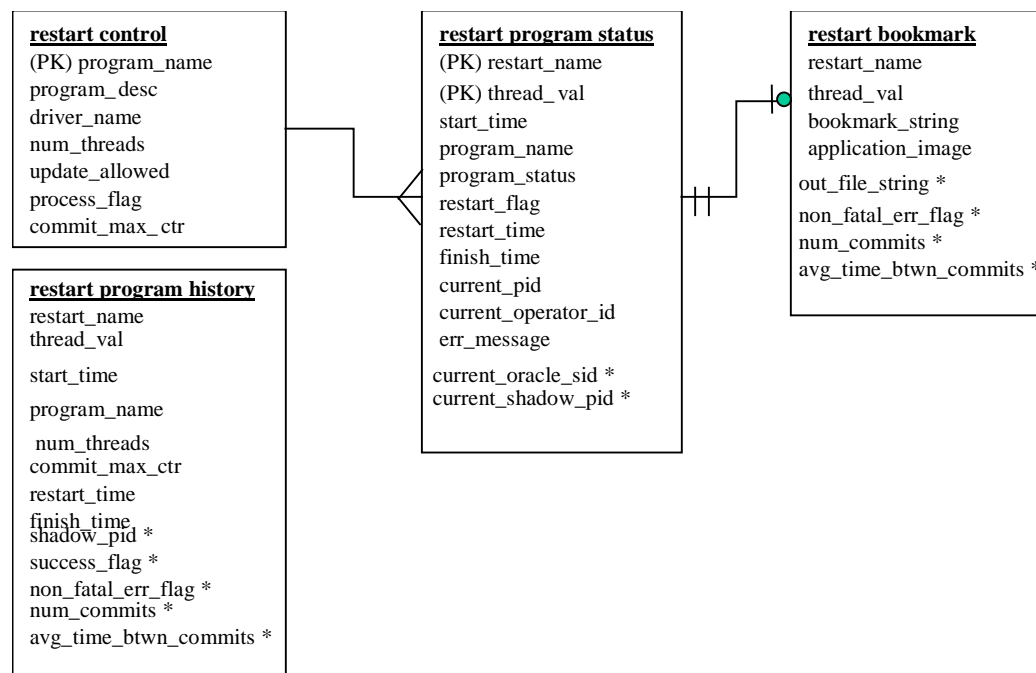 restart control
(PK) program_name
program_desc
driver_name
num_threads
update_allowed
process_flag
commit_max_ctr
restart program history
restart_name
thread_val
start_time
program_name
num_threads
commit_max_ctr
restart_time
finish_time
shadow_pid *
success_flag *
non_fatal_err_flag *
num_commits *
avg_time_btwn_commits *
restart program status
(PK) restart_name
(PK) thread_val
start_time
program_name
program_status
restart_flag
restart_time
finish_time
current_pid
current_operator_id
err_message
current_oracle_sid *
current_shadow_pid *
restart bookmark
restart_name
thread_val
bookmark_string
application_image
out_file_string *
non_fatal_err_flag *
num_commits *
avg_time_btwn_commits *